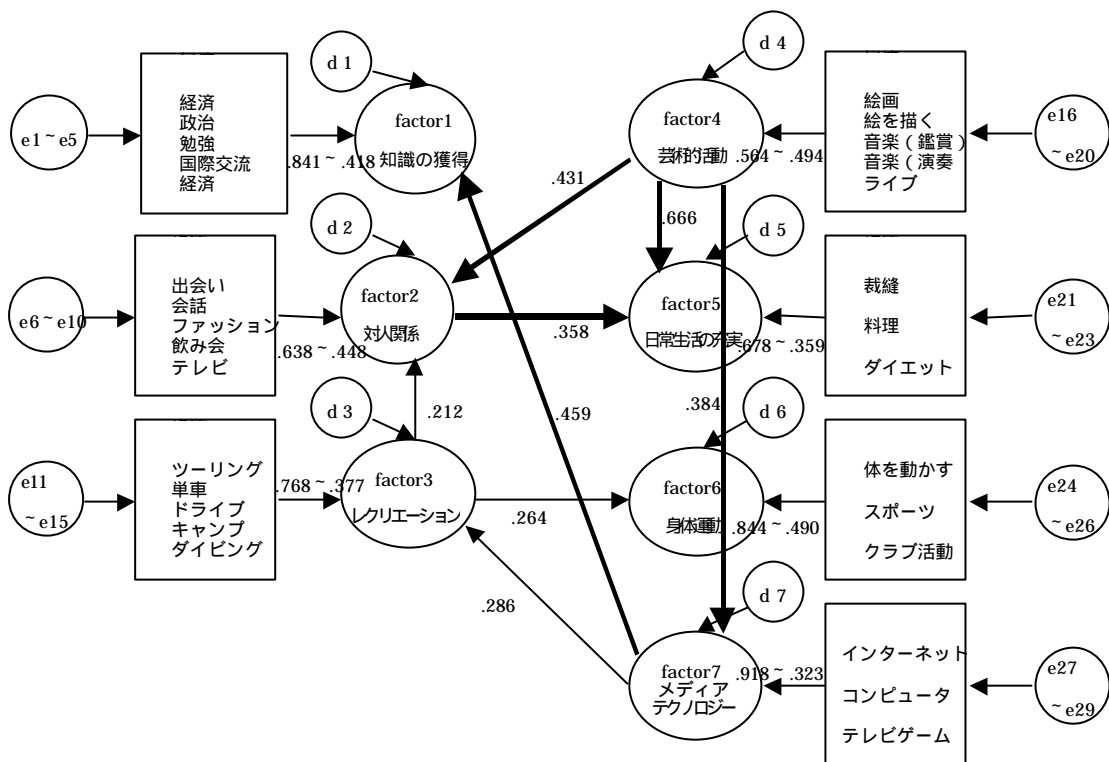 d 1
e1～e5
経済
政治
勉強
国際交流
経済
.841～.418
factor1
知識の獲得
d 4
factor4
芸術的活動
.564～.494
絵画
絵を描く
音楽（鑑賞）
音楽（演奏
ライブ
e16
～e20
.431
.666
d 2
e6～e10
出会い
会話
ファッション
飲み会
テレビ
.638～.448
factor2
対人関係
.358
d 5
factor5
日常生活の充実
.678～.359
裁縫
料理
ダイエット
e21
～e23
.212
.459
.384
d 3
e11
～e15
ツーリング
単車
ドライブ
キャンプ
ダイビング
.768～.377
factor3
レクリエーション
.264
d 6
factor6
身体運動
.844～.490
体を動かす
スポーツ
クラブ活動
e24
～e26
.286
d 7
factor7
メディア
テクノロジー
.918～.323
インターネット
コンピュータ
テレビゲーム
e27
～e29